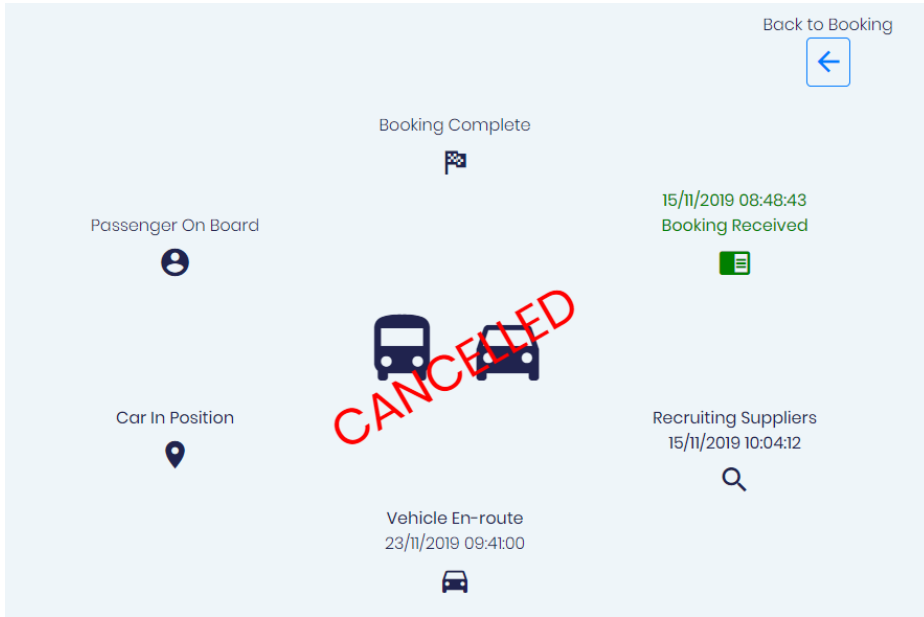 Back to Booking
Booking Complete
15/11/2019 08:48:43
Booking Received
Passenger On Board
CANCELLED
Car In Position
Recruiting Suppliers
15/11/2019 10:04:12
Vehicle En-route
23/11/2019 09:41:00